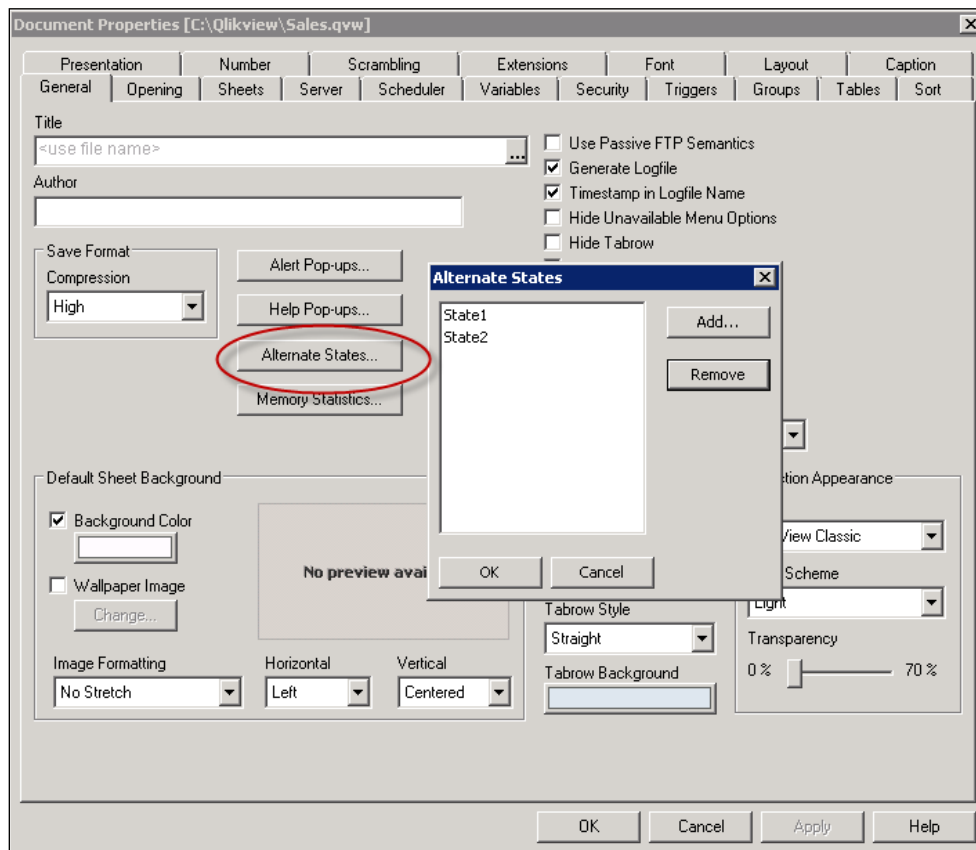 Document Properties [C:\Qlikview\Sales.qvw]
Presentation Number Scrambling Extensions Font Layout Caption
General Opening Sheets Server Scheduler Variables Security Triggers Groups Tables Sort
Title
<use file name>
...
Author
Use Passive FTP Semantics
Generate Logfile
Timestamp in Logfile Name
Hide Unavailable Menu Options
Hide Tabrow
Save Format
Compression
High
Alert Pop-ups...
Help Pop-ups...
Alternate States...
Memory Statistics...
Alternate States
State1
State2
Add...
Remove
OK Cancel
Default Sheet Background
Background Color
Wallpaper Image
Change...
No preview avai
Image Formatting
No Stretch
Horizontal
Left
Vertical
Centered
Tabrow Style
Straight
Tabrow Background
Appearance
View Classic
Scheme
Light
Transparency
0 % 70 %
OK Cancel Apply Help